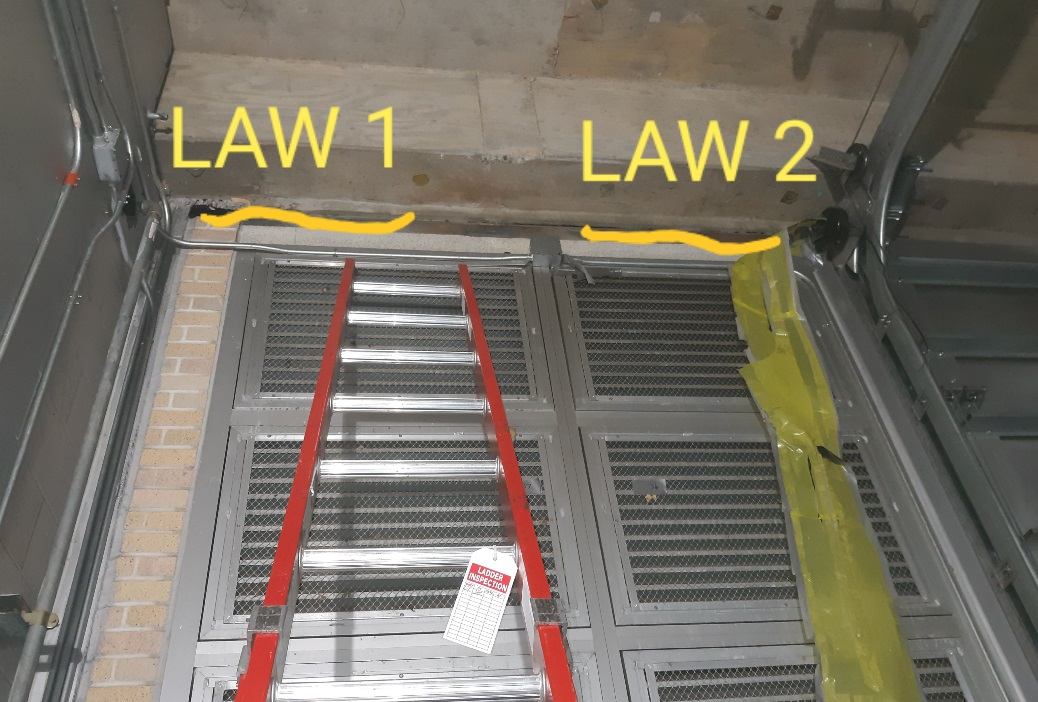 LAW 1
LAW 2
LADDER
INSPECTION